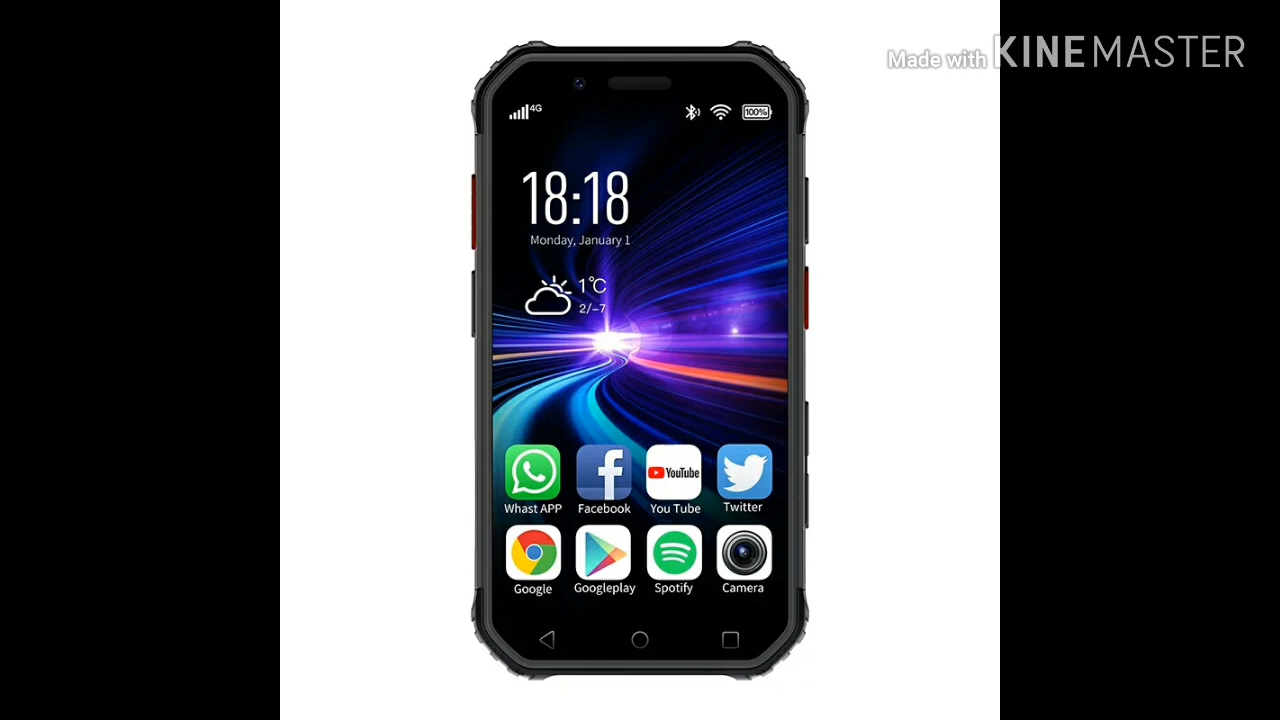 Made with KINEMASTER
4G
100%
18:18
Monday, January 1
1°C
2/-7
YouTube
Whast APP Facebook You Tube Twitter
Google Googleplay Spotify Camera